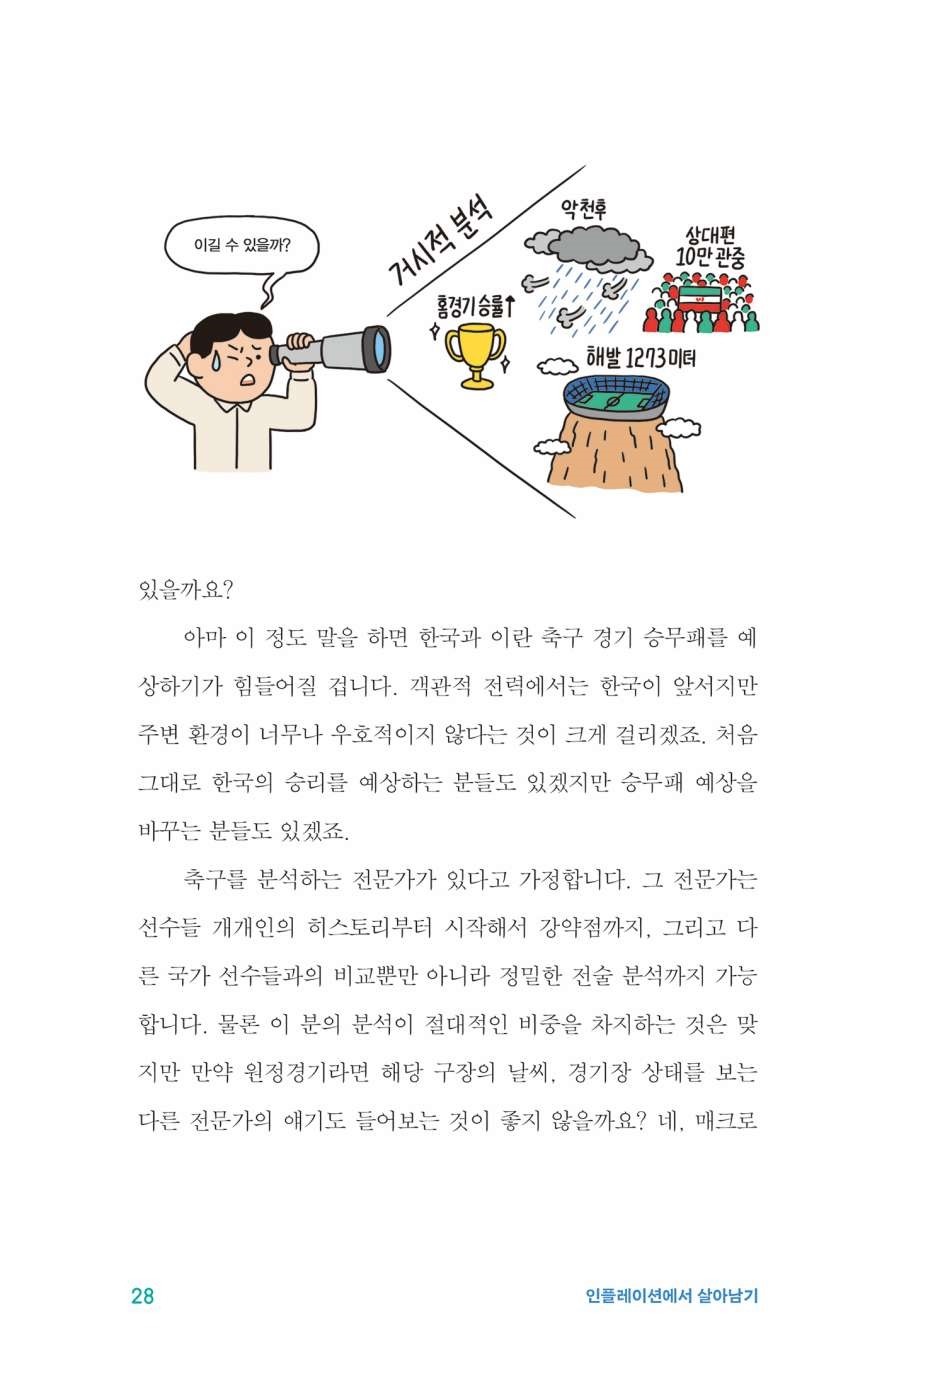 이길 수 있을까?
거시적 분석
악천후
상대편
10만 관중
홈경기 승률↑
해발 1273미터
있을까요?
아마 이 정도 말을 하면 한국과 이란 축구 경기 승무패를 예
상하기가 힘들어질 겁니다. 객관적 전력에서는 한국이 앞서지만
주변 환경이 너무나 우호적이지 않다는 것이 크게 걸리겠죠. 처음
그대로 한국의 승리를 예상하는 분들도 있겠지만 승무패 예상을
바꾸는 분들도 있겠죠.
축구를 분석하는 전문가가 있다고 가정합니다. 그 전문가는
선수들 개개인의 히스토리부터 시작해서 강약점까지, 그리고 다
른 국가 선수들과의 비교뿐만 아니라 정밀한 전술 분석까지 가능
합니다. 물론 이 분의 분석이 절대적인 비중을 차지하는 것은 맞
지만 만약 원정경기라면 해당 구장의 날씨, 경기장 상태를 보는
다른 전문가의 얘기도 들어보는 것이 좋지 않을까요? 네, 매크로
28
인플레이션에서 살아남기